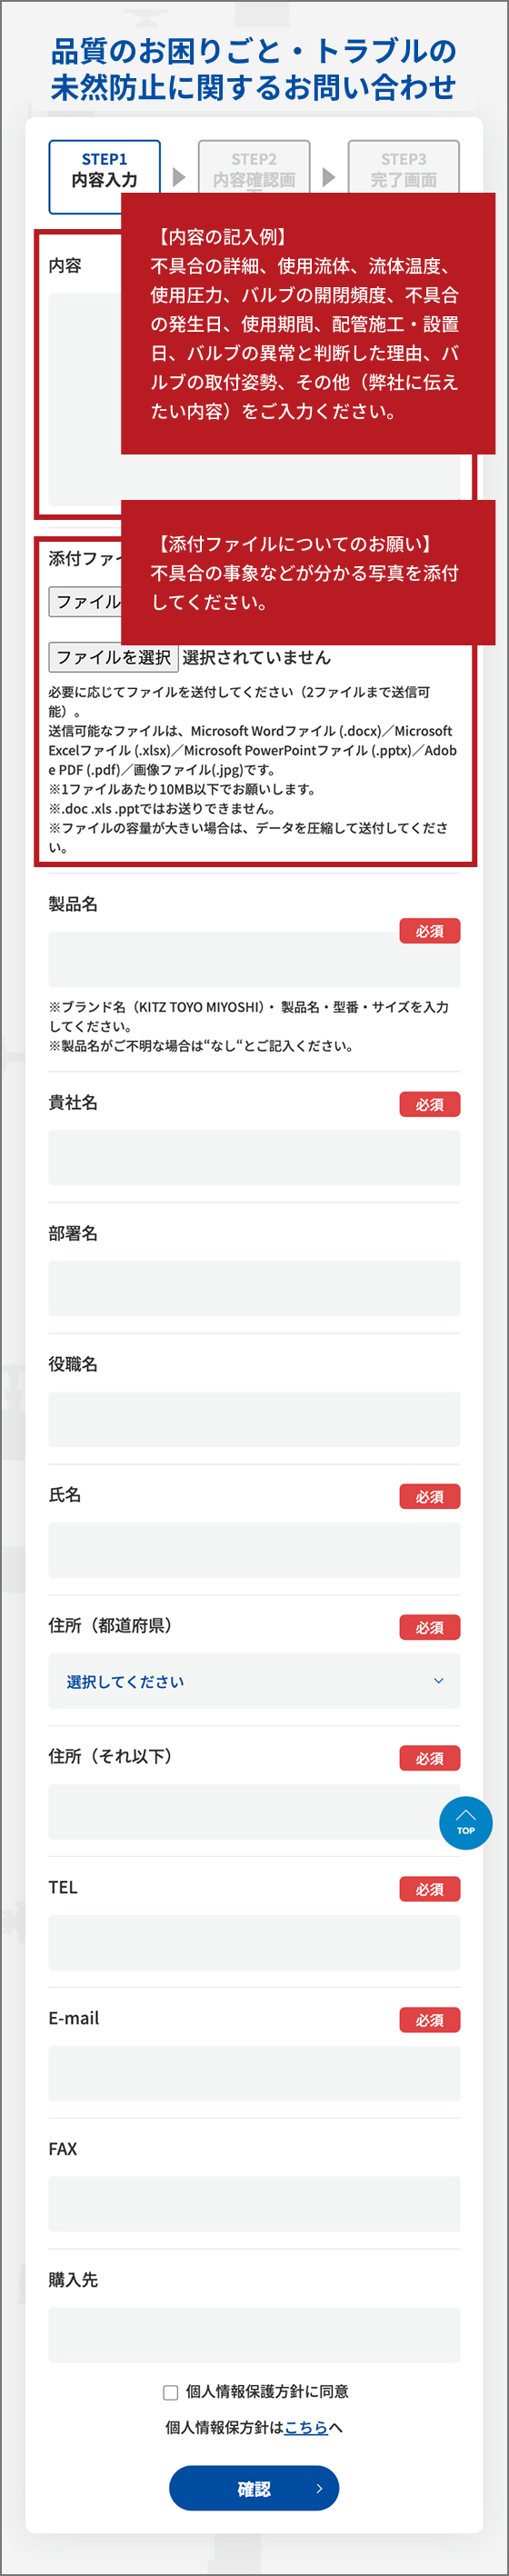 品質のお困りごと・トラブルの
未然防止に関するお問い合わせ
STEP1
内容入力
STEP2
内容確認画
STEP3
完了画面
内容
【内容の記入例】
不具合の詳細、使用流体、流体温度、
使用圧力、バルブの開閉頻度、不具合
の発生日、使用期間、配管施工・設置
日、バルブの異常と判断した理由、バ
ルブの取付姿勢、その他（弊社に伝え
たい内容）をご入力ください。
添付ファイ
【添付ファイルについてのお願い】
不具合の事象などが分かる写真を添付
してください。
ファイル
ファイルを選択 選択されていません
必要に応じてファイルを送付してください（2ファイルまで送信可
能）。
送信可能なファイルは、Microsoft Wordファイル (.docx)／Microsoft
Excelファイル (.xlsx)／Microsoft PowerPointファイル (.pptx)／Adob
e PDF (.pdf)／画像ファイル(.jpg)です。
※1ファイルあたり10MB以下でお願いします。
※.doc .xls .pptではお送りできません。
※ファイルの容量が大きい場合は、データを圧縮して送付してくださ
い。
製品名
必須
※ブランド名（KITZ TOYO MIYOSHI）・ 製品名・型番・サイズを入力
してください。
※製品名がご不明な場合は“なし“とご記入ください。
貴社名
必須
部署名
役職名
氏名
必須
住所（都道府県）
必須
選択してください
住所（それ以下）
必須
TOP
TEL
必須
E-mail
必須
FAX
購入先
個人情報保護方針に同意
個人情報保方針はこちらへ
確認